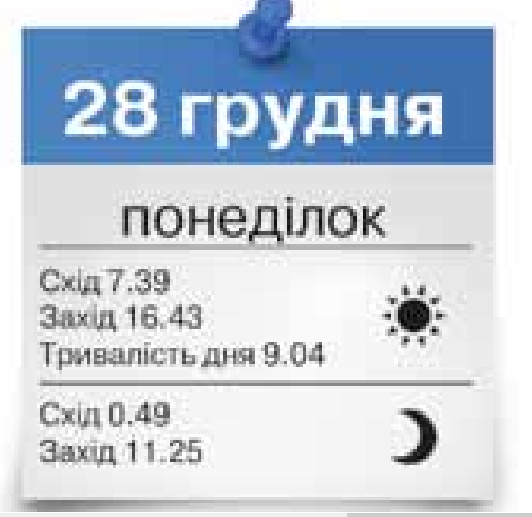 28 грудня
понеділок
Схід 7.39
Захід 16.43
Тривалість дня 9.04
Схід 0.49
Захід 11.25